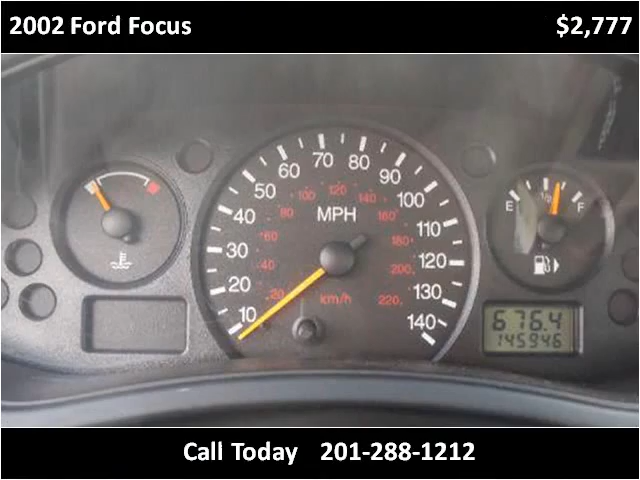 2002 Ford Focus $2,777
10 20 30 40 50 60 70 80 90 100 110 120 130 140
MPH
20 40 60 80 100 120 140 160 180 200 220
km/h
E 1/2 F
676.4
145946
Call Today 201-288-1212